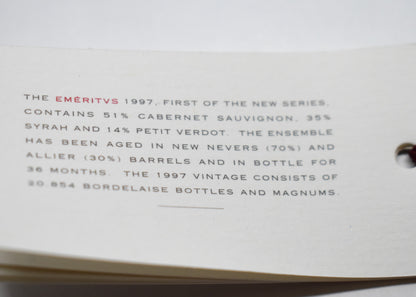 THE EMÉRITVS 1997, FIRST OF THE NEW SERIES,
CONTAINS 51% CABERNET SAUVIGNON, 35%
SYRAH AND 14% PETIT VERDOT. THE ENSEMBLE
HAS BEEN AGED IN NEW NEVERS (70%) AND
ALLIER (30%) BARRELS AND IN BOTTLE FOR
36 MONTHS. THE 1997 VINTAGE CONSISTS OF
20.854 BORDELAISE BOTTLES AND MAGNUMS.